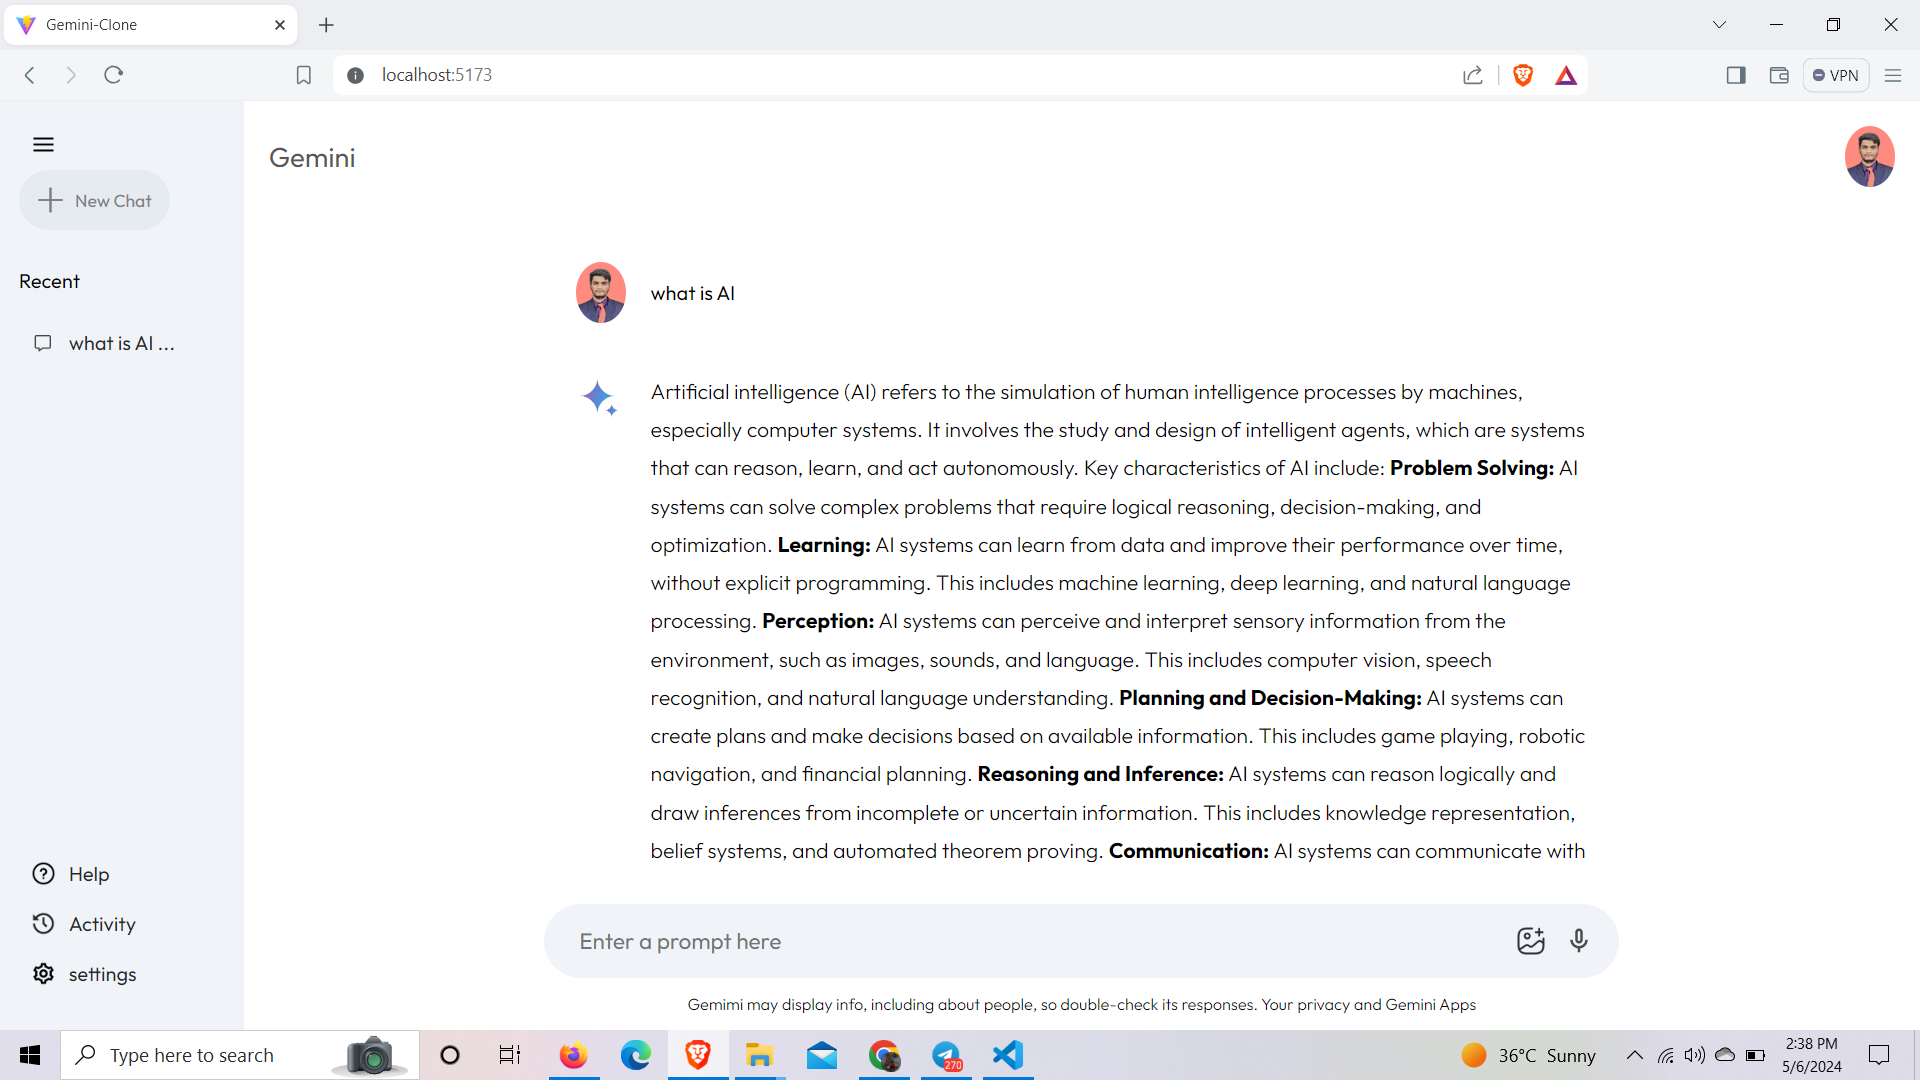 Gemini-Clone
localhost:5173
VPN
Gemini
New Chat
Recent
what is AI ...
what is AI
Artificial intelligence (AI) refers to the simulation of human intelligence processes by machines,
especially computer systems. It involves the study and design of intelligent agents, which are systems
that can reason, learn, and act autonomously. Key characteristics of AI include: Problem Solving: AI
systems can solve complex problems that require logical reasoning, decision-making, and
optimization. Learning: AI systems can learn from data and improve their performance over time,
without explicit programming. This includes machine learning, deep learning, and natural language
processing. Perception: AI systems can perceive and interpret sensory information from the
environment, such as images, sounds, and language. This includes computer vision, speech
recognition, and natural language understanding. Planning and Decision-Making: AI systems can
create plans and make decisions based on available information. This includes game playing, robotic
navigation, and financial planning. Reasoning and Inference: AI systems can reason logically and
draw inferences from incomplete or uncertain information. This includes knowledge representation,
belief systems, and automated theorem proving. Communication: AI systems can communicate with
Help
Activity
settings
Enter a prompt here
Gemimi may display info, including about people, so double-check its responses. Your privacy and Gemini Apps
Type here to search
270
36°C Sunny
2:38 PM
5/6/2024